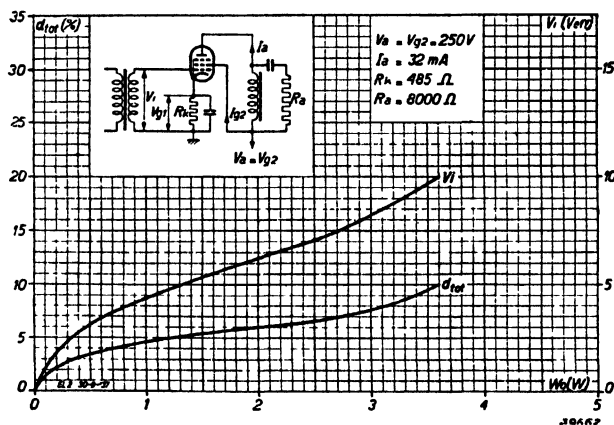 dtot (%)
Vi (Veff)
Va = Vg2 = 250V
Ia = 32 mA
Rk = 485 Ω
Ra = 8000 Ω
Ia
Vi
Vg1
Rk
Ig2
Ra
Va = Vg2
35
30
25
20
15
10
5
0
15
10
5
0
Vi
dtot
0
1
2
3
4
5
Wo(W)
39662